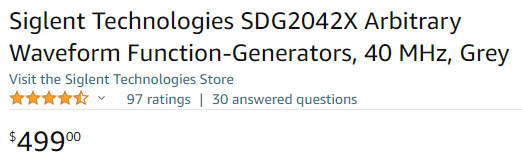 Siglent Technologies SDG2042X Arbitrary
Waveform Function-Generators, 40 MHz, Grey
Visit the Siglent Technologies Store
97 ratings | 30 answered questions
$49900